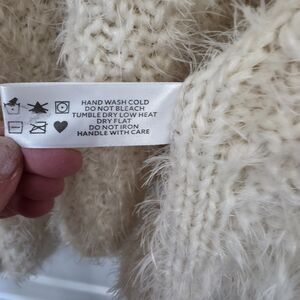 HAND WASH COLD
DO NOT BLEACH
TUMBLE DRY LOW HEAT
DRY FLAT
DO NOT IRON
HANDLE WITH CARE